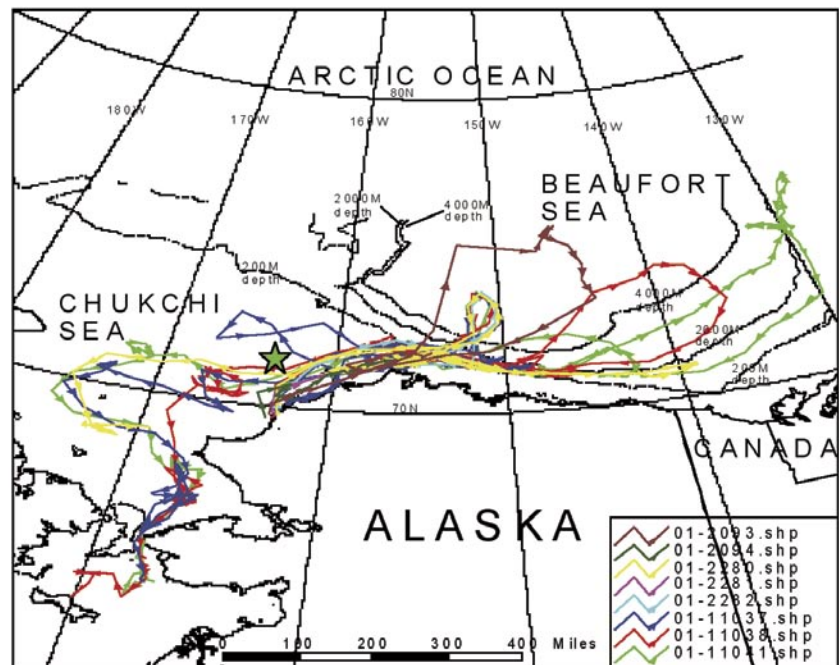 ARCTIC OCEAN
80N
180W
170W
160W
150W
140W
130W
BEAUFORT
SEA
2000M
depth
4000M
depth
200M
depth
CHUKCHI
SEA
4000M
depth
2000M
depth
200M
depth
70N
CANADA
ALASKA
01-2093.shp
01-2094.shp
01-2280.shp
01-2281.shp
01-2282.shp
01-11037.shp
01-11038.shp
01-11041.shp
0 100 200 300 400 Miles